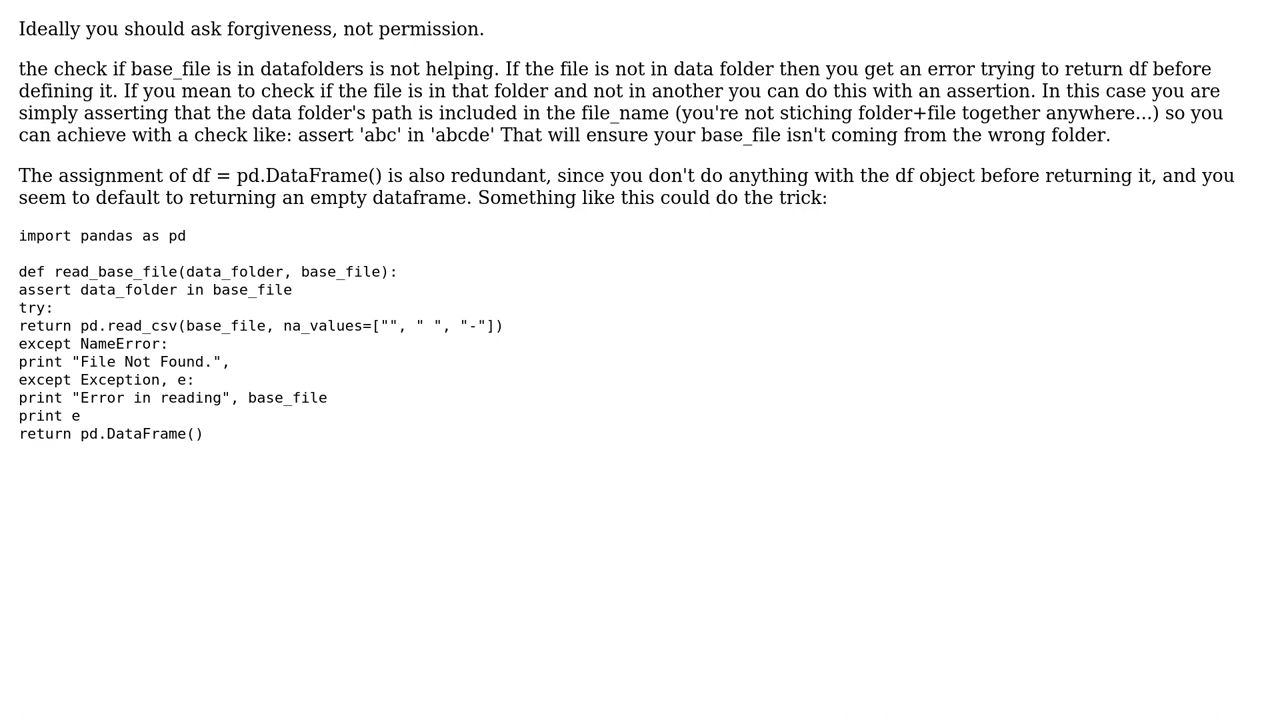 Ideally you should ask forgiveness, not permission.
the check if base_file is in datafolders is not helping. If the file is not in data folder then you get an error trying to return df before
defining it. If you mean to check if the file is in that folder and not in another you can do this with an assertion. In this case you are
simply asserting that the data folder's path is included in the file_name (you're not stiching folder+file together anywhere...) so you
can achieve with a check like: assert 'abc' in 'abcde' That will ensure your base_file isn't coming from the wrong folder.
The assignment of df = pd.DataFrame() is also redundant, since you don't do anything with the df object before returning it, and you
seem to default to returning an empty dataframe. Something like this could do the trick:
import pandas as pd
def read_base_file(data_folder, base_file):
assert data_folder in base_file
try:
return pd.read_csv(base_file, na_values=["", " ", "-"])
except NameError:
print "File Not Found.",
except Exception, e:
print "Error in reading", base_file
print e
return pd.DataFrame()